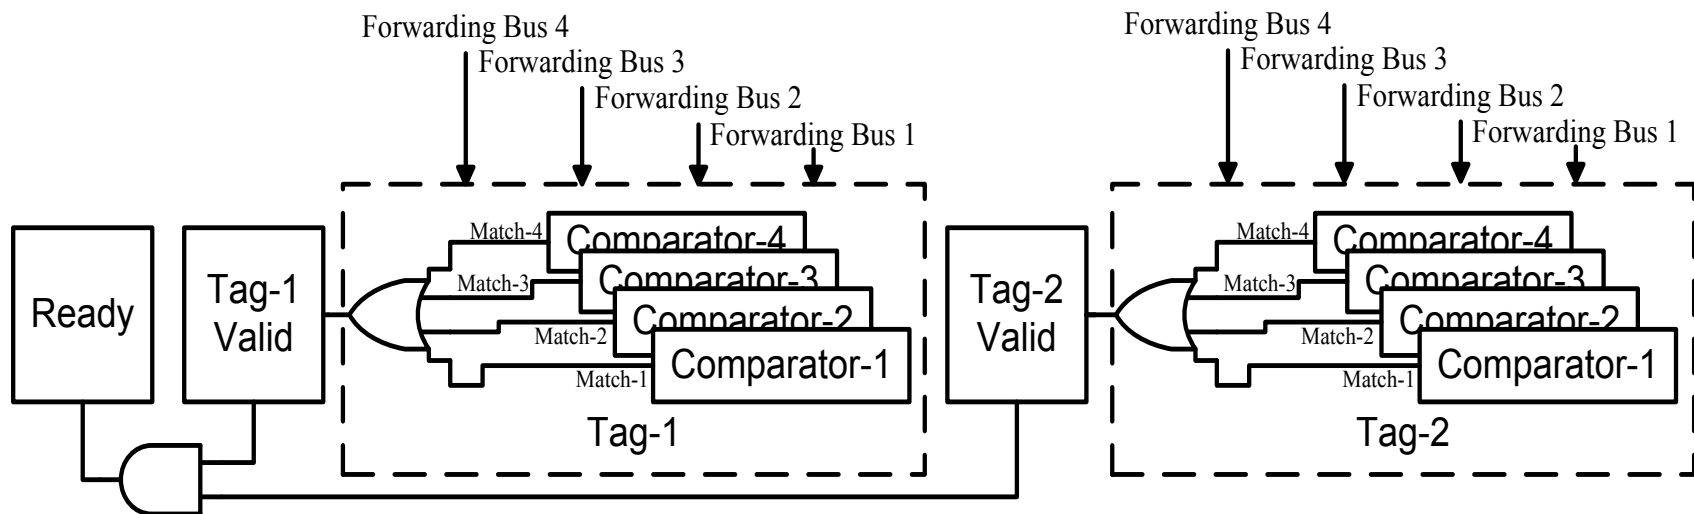 Forwarding Bus 4
Forwarding Bus 3
Forwarding Bus 2
Forwarding Bus 1
Ready
Tag-1
Valid
Match-4
Comparator-4
Match-3
Comparator-3
Match-2
Comparator-2
Match-1
Comparator-1
Tag-1
Forwarding Bus 4
Forwarding Bus 3
Forwarding Bus 2
Forwarding Bus 1
Tag-2
Valid
Match-4
Comparator-4
Match-3
Comparator-3
Match-2
Comparator-2
Match-1
Comparator-1
Tag-2